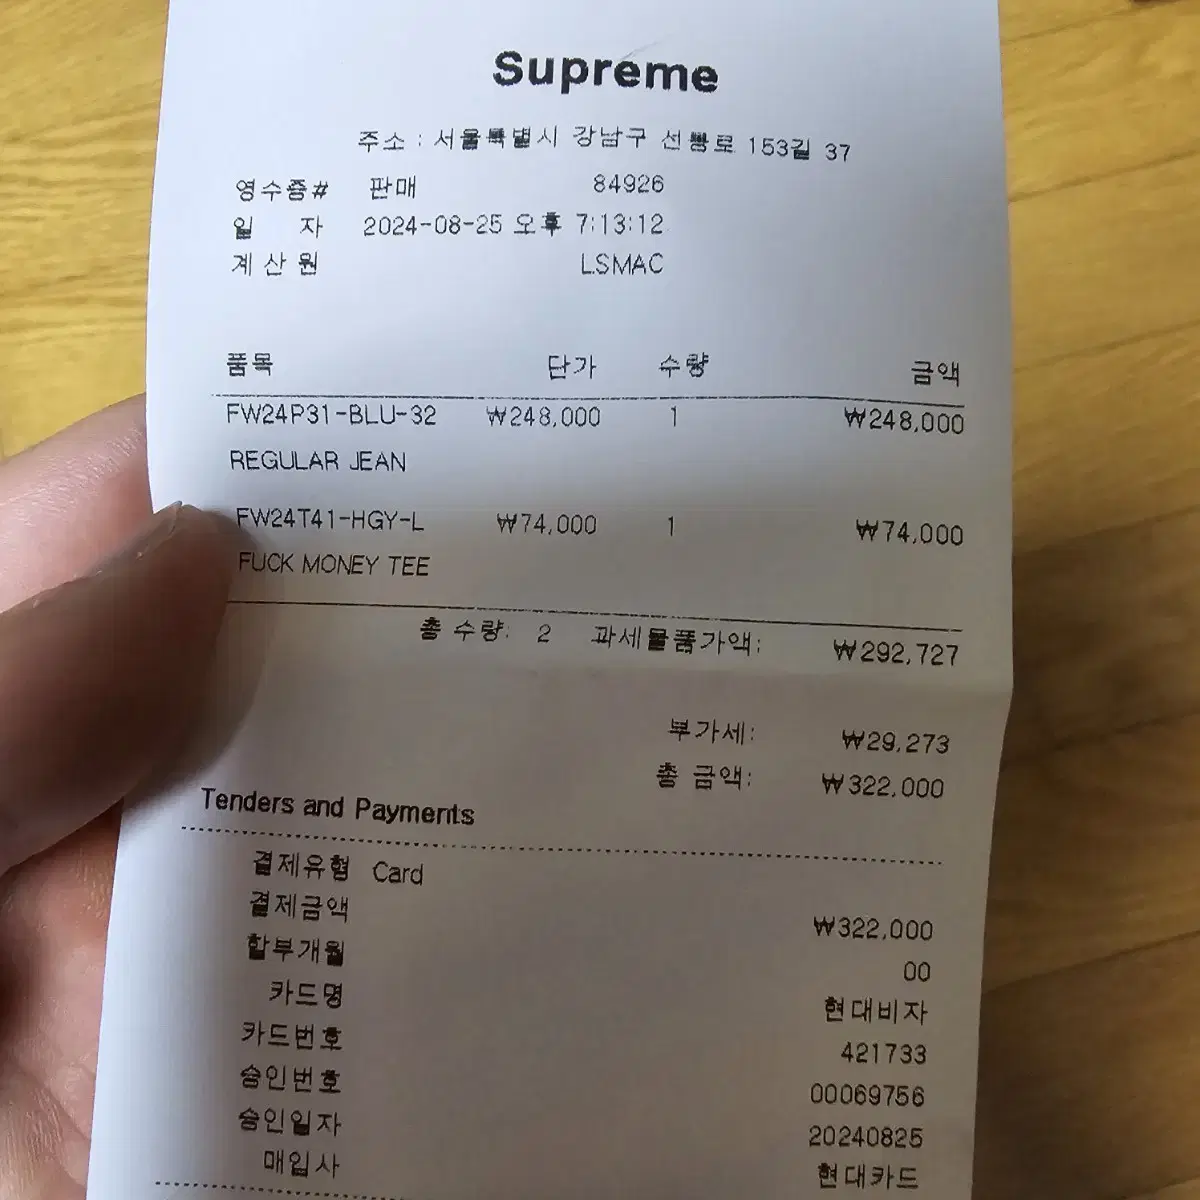 Supreme
주소 : 서울특별시 강남구 선릉로 153길 37
영수증# 판매 84926
일 자 2024-08-25 오후 7:13:12
계산원 LSMAC
품목 단가 수량 금액
FW24P31-BLU-32 ₩248,000 1 ₩248,000
REGULAR JEAN
FW24T41-HGY-L ₩74,000 1 ₩74,000
FUCK MONEY TEE
총 수량: 2 과세물품가액: ₩292,727
부가세: ₩29,273
총 금액: ₩322,000
Tenders and Payments
결제유형 Card
결제금액 ₩322,000
할부개월 00
카드명 현대비자
카드번호 421733
승인번호 00069756
승인일자 20240825
매입사 현대카드